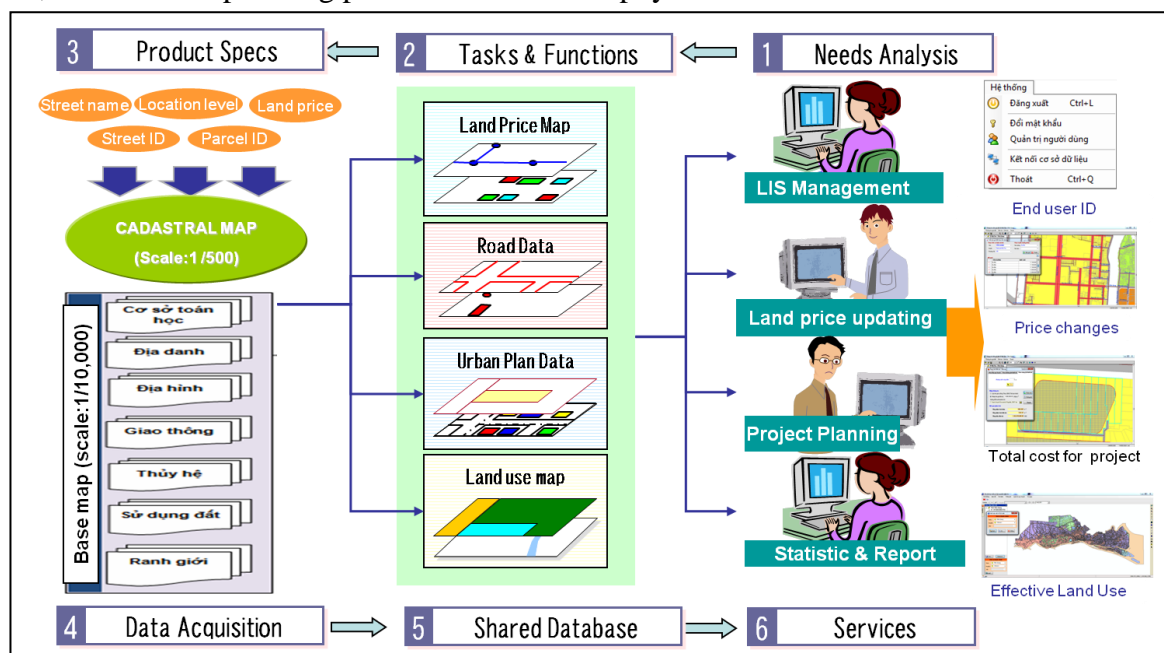 3 Product Specs
2 Tasks & Functions
1 Needs Analysis
Street name
Location level
Land price
Street ID
Parcel ID
CADASTRAL MAP
(Scale:1 /500)
Base map (scale:1/10,000)
Cơ sở toán
học
Địa danh
Địa hình
Giao thông
Thủy hệ
Sử dụng đất
Ranh giới
Land Price Map
Road Data
Urban Plan Data
Land use map
LIS Management
Land price updating
Project Planning
Statistic & Report
Hệ thống
Đăng xuất Ctrl+L
Đổi mật khẩu
Quản trị người dùng
Kết nối cơ sở dữ liệu
Thoát Ctrl+Q
End user ID
Price changes
Total cost for project
Effective Land Use
4 Data Acquisition
5 Shared Database
6 Services